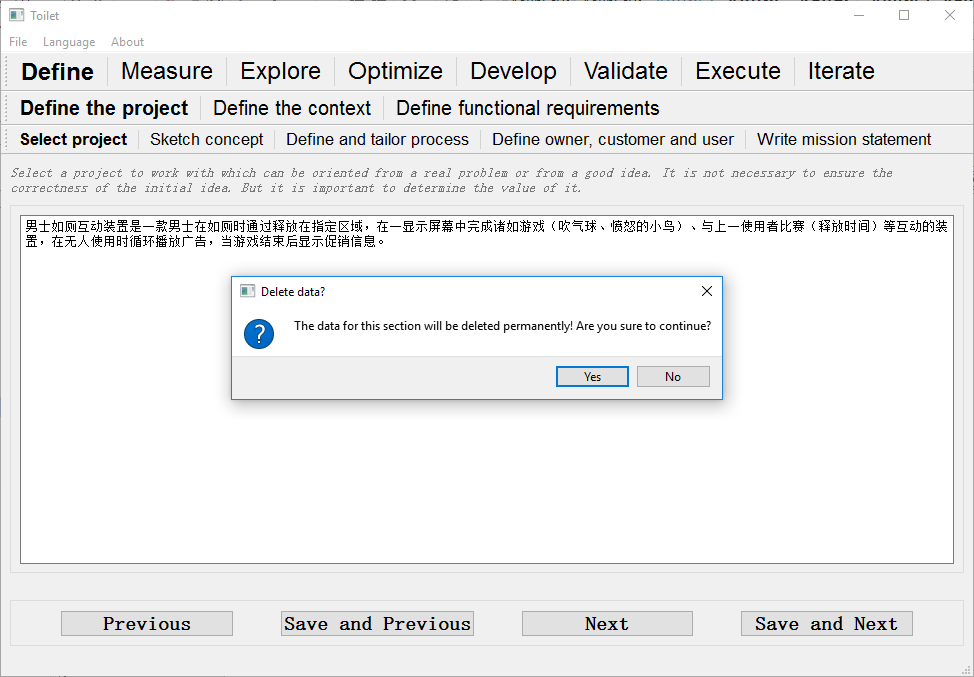 Toilet
File Language About
Define Measure Explore Optimize Develop Validate Execute Iterate
Define the project Define the context Define functional requirements
Select project Sketch concept Define and tailor process Define owner, customer and user Write mission statement
Select a project to work with which can be oriented from a real problem or from a good idea. It is not necessary to ensure the
correctness of the initial idea. But it is important to determine the value of it.
男士如厕互动装置是一款男士在如厕时通过释放在指定区域，在一显示屏幕中完成诸如游戏（吹气球、愤怒的小鸟）、与上一使用者比赛（释放时间）等互动的装
置，在无人使用时循环播放广告，当游戏结束后显示促销信息。
Delete data?
The data for this section will be deleted permanently! Are you sure to continue?
Yes No
Previous Save and Previous Next Save and Next